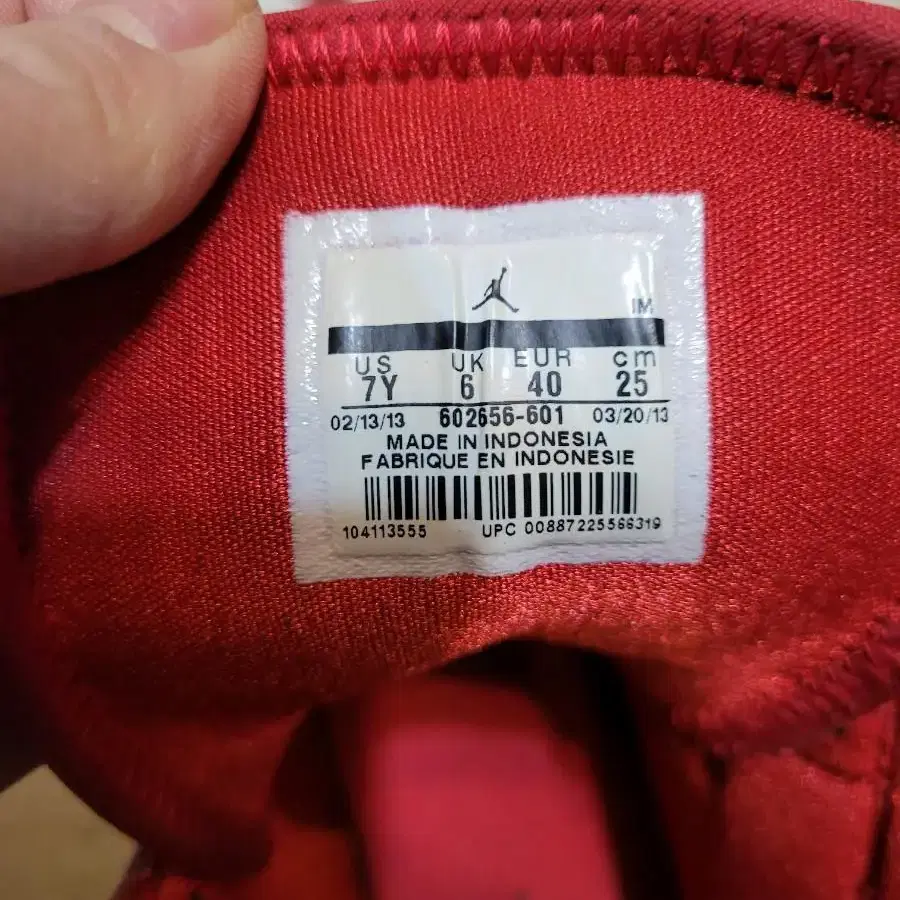 IM
US UK EUR cm
7Y 6 40 25
02/13/13 602656-601 03/20/13
MADE IN INDONESIA
FABRIQUE EN INDONESIE
104113555 UPC 00887225566319